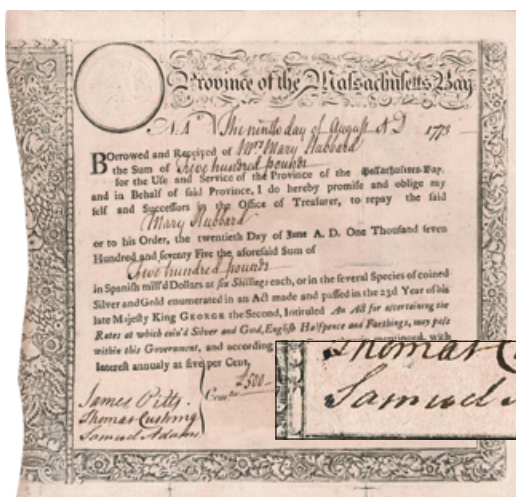 Province of the Massachusetts Bay
The ninth day of August A D 1773
Borrowed and Received of Mrs Mary Hubbard
the Sum of five hundred pounds
for the Use and Service of the Province of the Massachusetts-Bay.
and in Behalf of said Province, I do hereby promise and oblige my
self and Successors in the Office of Treasurer, to repay the said
Mary Hubbard
or to his Order, the twentieth Day of June A. D. One Thousand seven
Hundred and seventy Five the aforesaid Sum of
five hundred pounds
in Spanish mill'd Dollars at six Shillings each, or in the several Species of coined
Silver and Gold enumerated in an Act made and passed in the 23d Year of his
late Majesty King GEORGE the Second, Intituled An Act for ascertaining the
Rates at which coin'd Silver and Gold, English Halfpence and Farthings, may pass
within this Government, and according mentioned, with
Interest annually at five per Cent.
£500
James Pitts
Thomas Cushing
Samuel Adams
Thomas Cu
Samuel